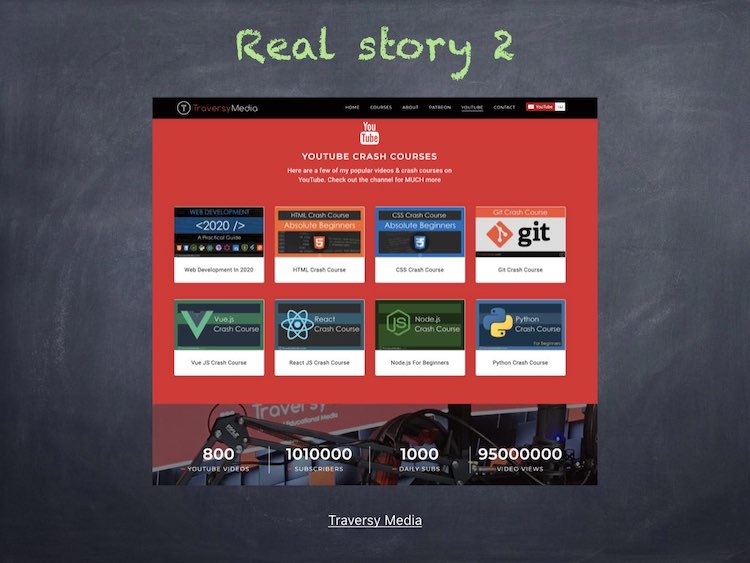 Real story 2
TraversyMedia
HOME COURSES ABOUT PATREON YOUTUBE CONTACT YouTube
You
Tube
YOUTUBE CRASH COURSES
Here are a few of my popular videos & crash courses on
YouTube. Check out the channel for MUCH more
WEB DEVELOPMENT
<2020 />
A Practical Guide
Web Development In 2020
HTML Crash Course
Absolute Beginners
HTML Crash Course
CSS Crash Course
Absolute Beginners
CSS Crash Course
Git Crash Course
git
Git Crash Course
Vue.js
Crash Course
Vue JS Crash Course
React
Crash Course
React JS Crash Course
Node.js
Crash Course
Node.js For Beginners
Python
Crash Course
For Beginners
Python Crash Course
Traversy
Educational Media
800
YOUTUBE VIDEOS
1010000
SUBSCRIBERS
1000
DAILY SUBS
95000000
VIDEO VIEWS
Traversy Media